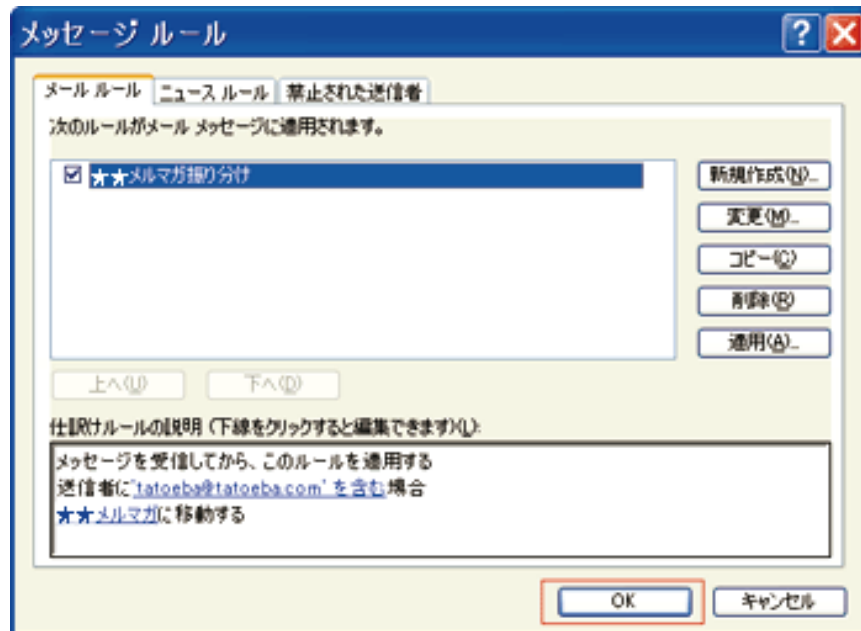 メッセージ ルール
メール ルール ニュース ルール 禁止された送信者
次のルールがメール メッセージに適用されます。
★★メルマガ振り分け
新規作成(N)...
変更(M)...
コピー(C)
削除(R)
適用(A)...
上へ(U) 下へ(D)
仕訳けルールの説明 (下線をクリックすると編集できます)(L):
メッセージを受信してから、このルールを適用する
送信者に'tatoeba@tatoeba.com' を含む場合
★★メルマガに移動する
OK キャンセル